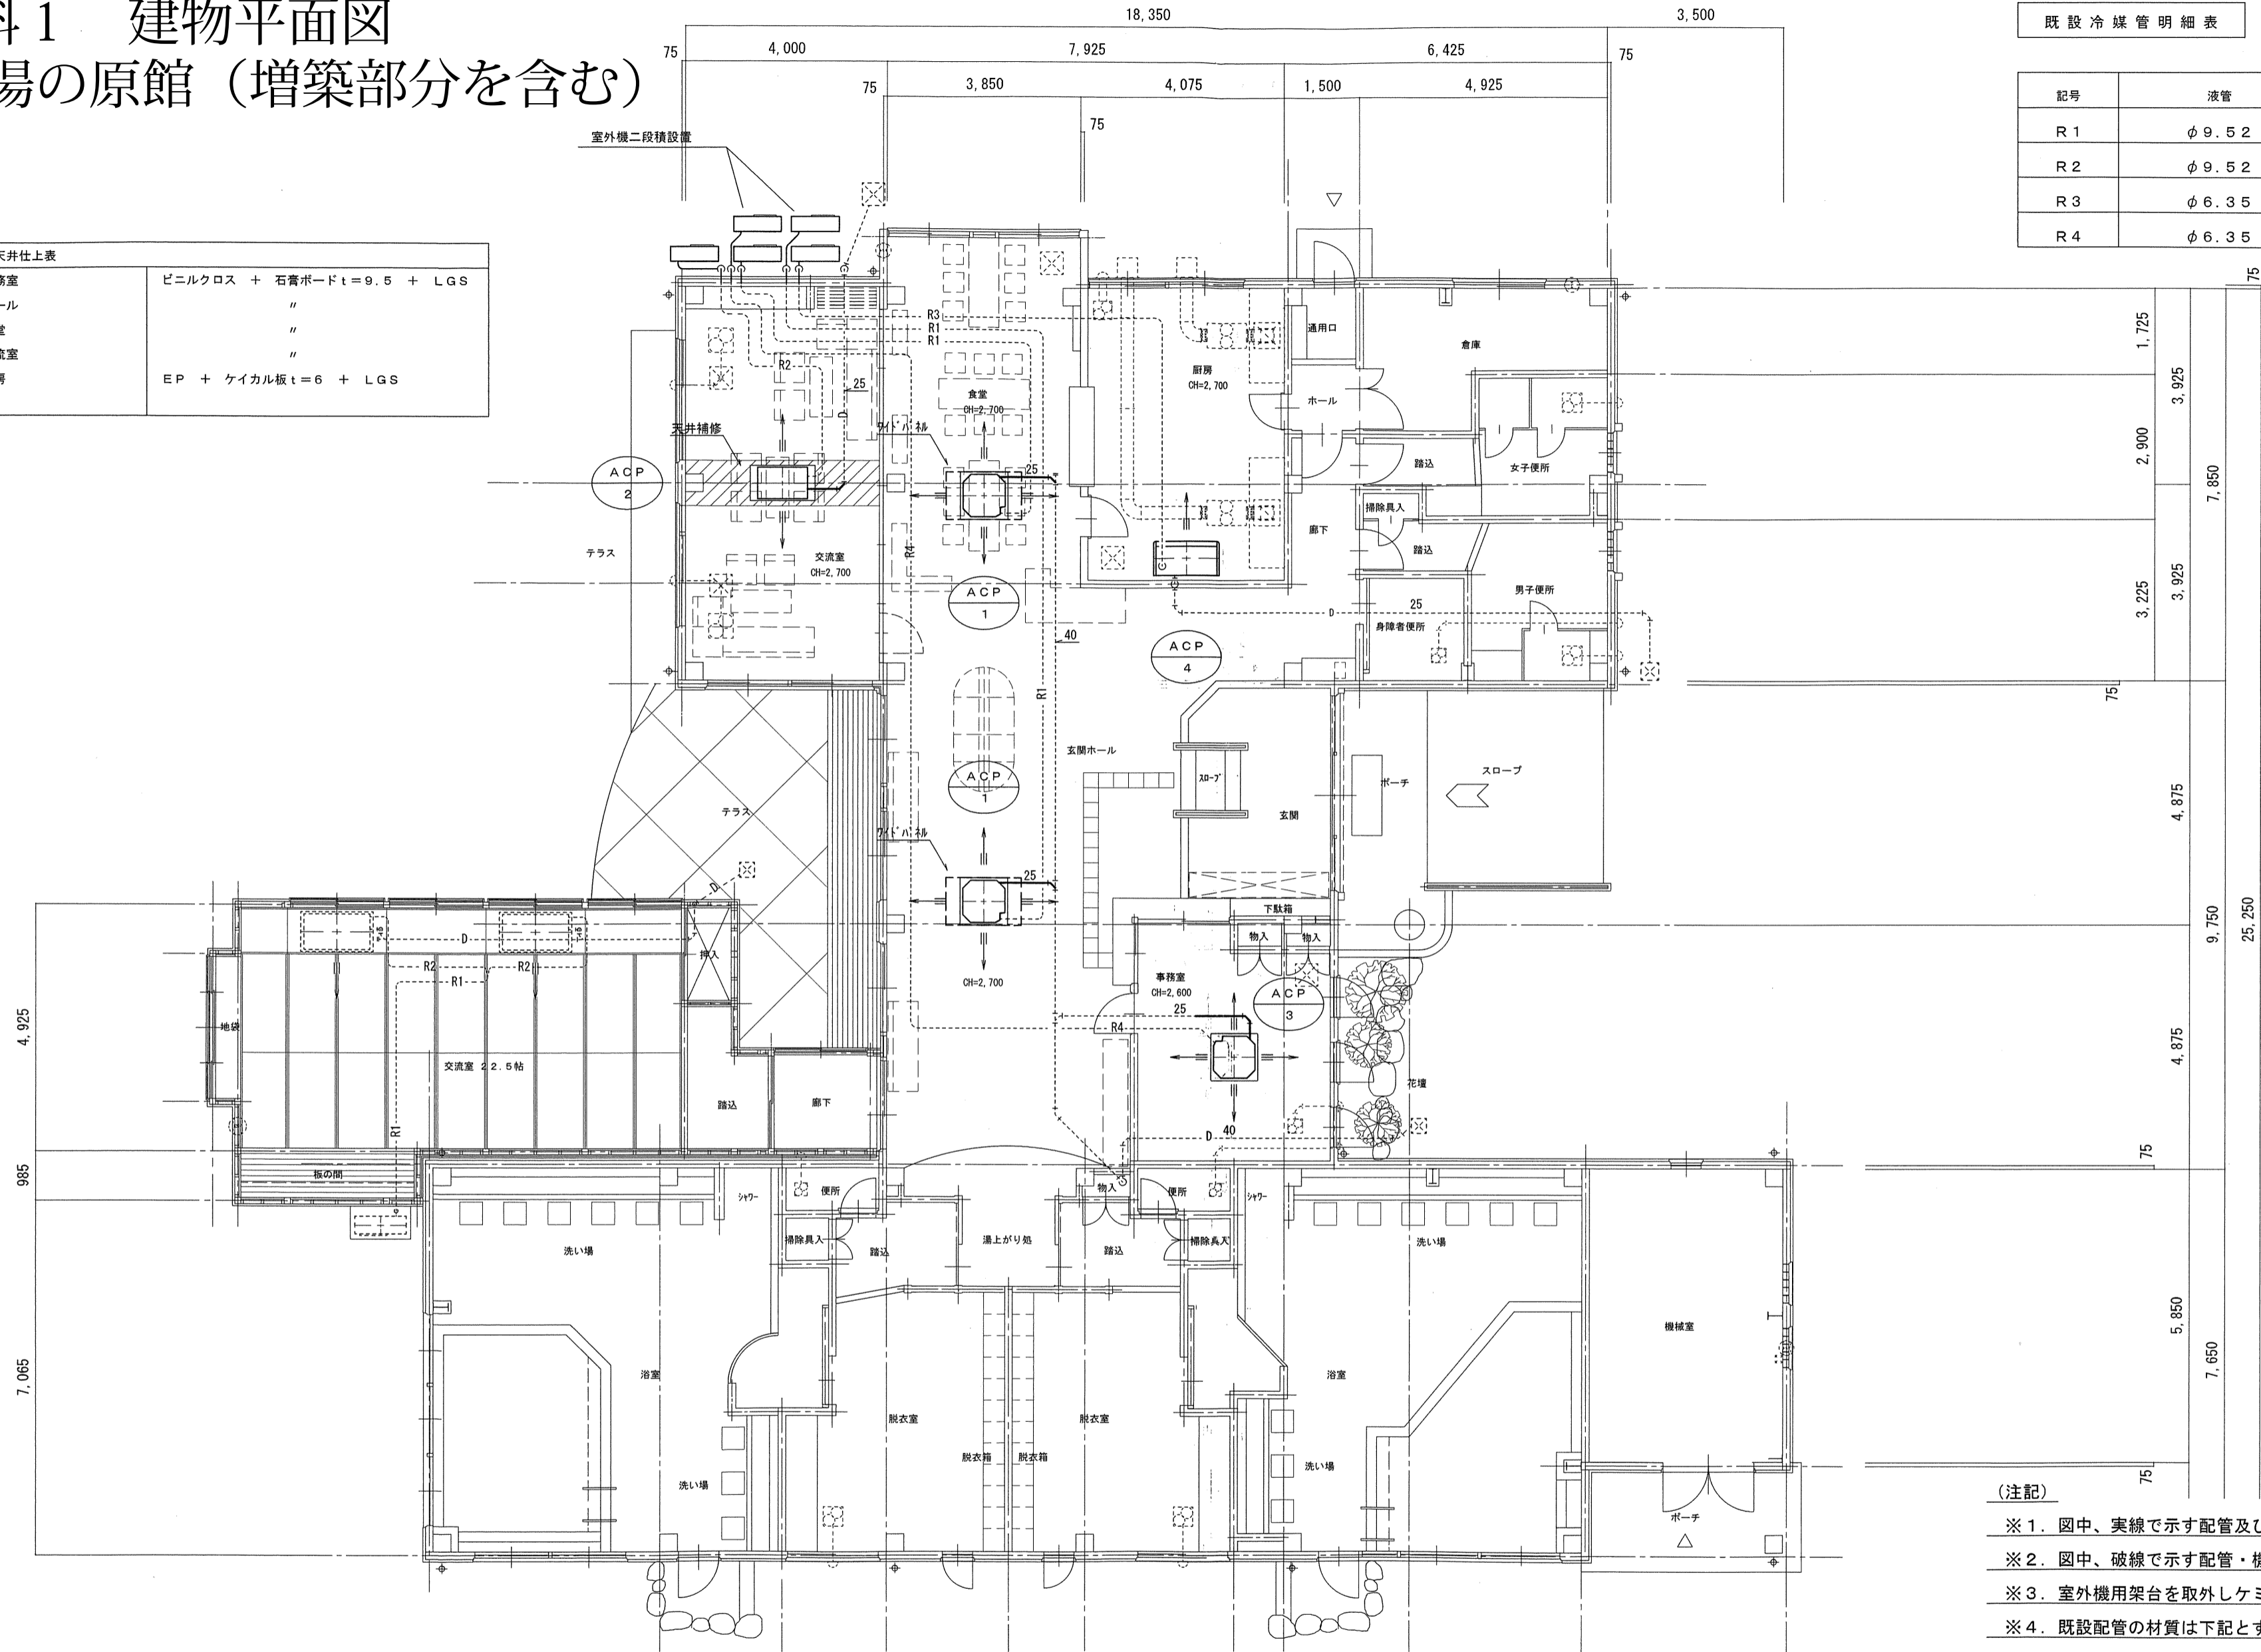 料１　建物平面図
湯の原館（増築部分を含む）
18,350
3,500
75
4,000
7,925
6,425
75
75
3,850
4,075
1,500
4,925
75
既設冷媒管明細表
記号 液管
Ｒ１ φ９.５２
Ｒ２ φ９.５２
Ｒ３ φ６.３５
Ｒ４ φ６.３５
室外機二段積設置
天井仕上表
務室 ビニルクロス ＋ 石膏ボードｔ＝９.５ ＋ ＬＧＳ
ール 〃
堂 〃
流室 〃
房 ＥＰ ＋ ケイカル板ｔ＝６ ＋ ＬＧＳ
R3
R1
R1
R2
25
D
食堂
CH=2,700
厨房
CH=2,700
通用口
倉庫
ホール
天井補修
ワイドパネル
ＡＣＰ
2
25
踏込
女子便所
掃除具入
廊下
踏込
テラス
交流室
CH=2,700
R4
ＡＣＰ
1
男子便所
25
D
身障者便所
40
ＡＣＰ
4
R1
玄関ホール
スロープ
ポーチ
スロープ
玄関
ＡＣＰ
1
テラス
ワイドパネル
25
下駄箱
物入
物入
D
D
押入
R2
R2
R1
CH=2,700
事務室
CH=2,600
ＡＣＰ
3
25
R4
地袋
交流室 ２２.５帖
R1
踏込
廊下
花壇
D
40
板の間
シャワー
便所
物入
便所
シャワー
洗い場
掃除具入
踏込
湯上がり処
踏込
掃除具入
洗い場
機械室
浴室
浴室
脱衣室
脱衣室
脱衣箱
脱衣箱
洗い場
洗い場
ポーチ
4,925
985
7,065
1,725
2,900
3,225
3,925
3,925
7,850
75
75
4,875
4,875
9,750
25,250
75
5,850
7,650
75
（注記）
※１．図中、実線で示す配管及び
※２．図中、破線で示す配管・機
※３．室外機用架台を取外しケミ
※４．既設配管の材質は下記とす